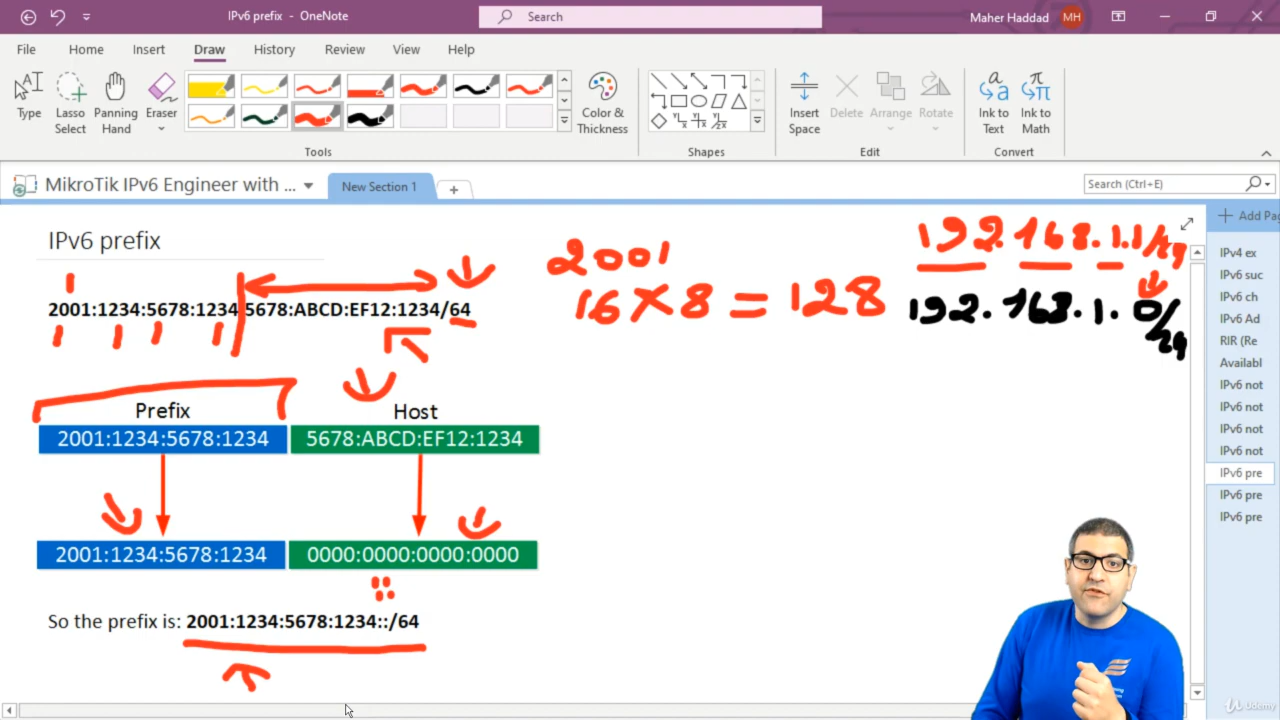 IPv6 prefix - OneNote
Search
Maher Haddad MH
File Home Insert Draw History Review View Help
Type
Lasso Select
Panning Hand
Eraser
Color & Thickness
Insert Space
Delete
Arrange
Rotate
Ink to Text
Ink to Math
Tools
Shapes
Edit
Convert
MikroTik IPv6 Engineer with ...
New Section 1
+
Search (Ctrl+E)
IPv6 prefix
2001:1234:5678:1234:5678:ABCD:EF12:1234/64
2001
16 × 8 = 128
192.168.1.1/24
192.168.1.0/24
Prefix Host
2001:1234:5678:1234 5678:ABCD:EF12:1234
2001:1234:5678:1234 0000:0000:0000:0000
::
So the prefix is: 2001:1234:5678:1234::/64
+ Add Pa
IPv4 ex
IPv6 suc
IPv6 ch
IPv6 Ad
RIR (Re
Availabl
IPv6 not
IPv6 not
IPv6 not
IPv6 not
IPv6 pre
IPv6 pre
IPv6 pre
Udemy